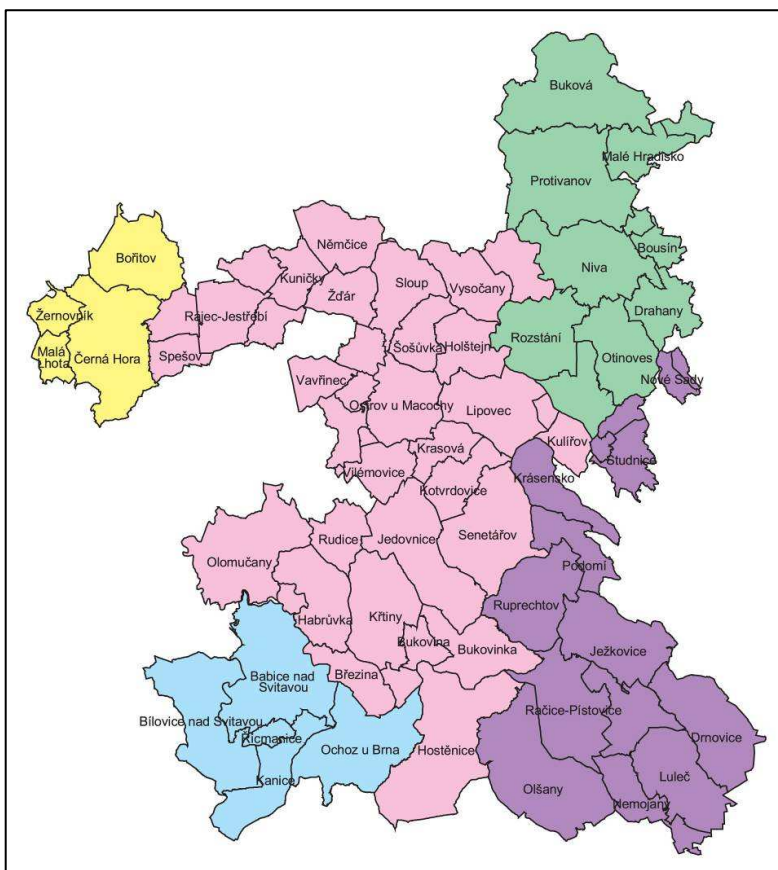 Buková
Malé Hradisko
Protivanov
Bousín
Němčice
Bořitov
Niva
Kuničky
Sloup
Vysočany
Žďár
Žernovník
Drahany
Rájec-Jestřebí
Rozstání
Šošůvka
Holštejn
Malá
Lhota
Černá Hora
Spešov
Otinoves
Vavřinec
Nové Sady
Ostrov u Macochy
Lipovec
Kulířov
Krasová
Studnice
Vilémovice
Krásensko
Kotvrdovice
Rudice
Jedovnice
Senetářov
Olomučany
Podomí
Ruprechtov
Habrůvka
Křtiny
Bukovina
Bukovinka
Ježkovice
Babice nad
Svitavou
Březina
Račice-Pístovice
Bílovice nad Svitavou
Řícmanice
Ochoz u Brna
Hostěnice
Drnovice
Kanice
Luleč
Olšany
Nemojany